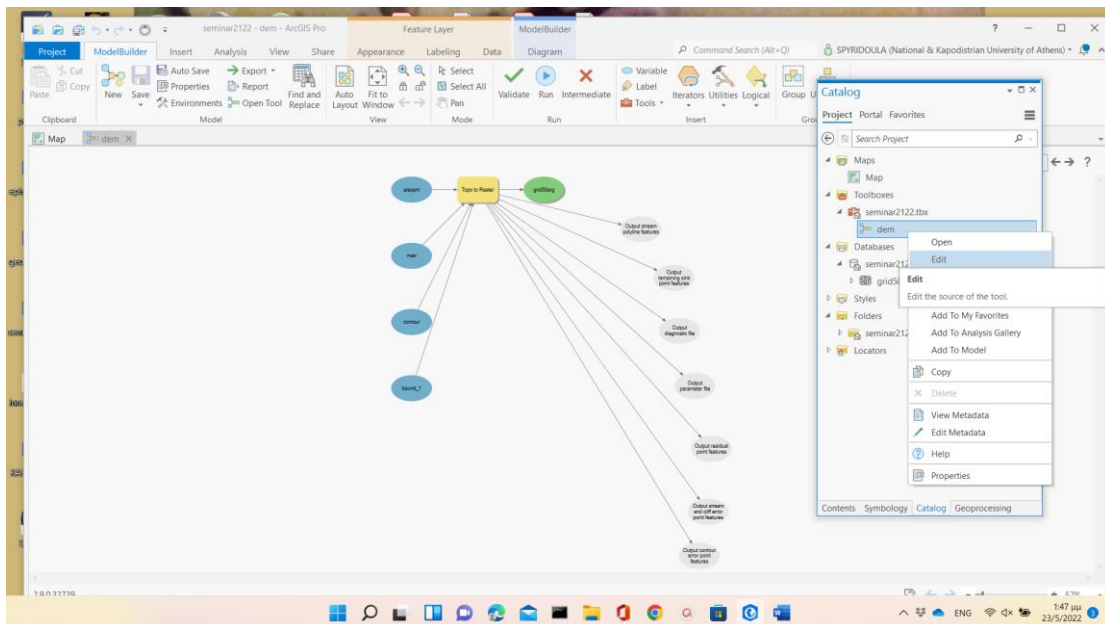 seminar2122 - dem - ArcGIS Pro
Feature Layer
ModelBuilder
?
Project ModelBuilder Insert Analysis View Share Appearance Labeling Data Diagram
Command Search (Alt+Q)
SPYRIDOULA (National & Kapodistrian University of Athens)
Paste
Cut
Copy
New
Save
Auto Save
Properties
Environments
Export
Report
Open Tool
Find and
Replace
Auto
Layout
Fit to
Window
Select
Select All
Pan
Validate
Run
Intermediate
Variable
Label
Tools
Iterators
Utilities
Logical
Group
U
Clipboard
Model
View
Mode
Run
Insert
Gro
Map
dem
elevpnt
Topo to Raster
river
contour
bound_1
Output stream
polyline features
Output
remaining sink
point features
Output
diagnostic file
Output
parameter file
Output residual
point features
Output stream
and cliff error
point features
Output contour
error point
features
Catalog
Project Portal Favorites
Search Project
Maps
Map
Toolboxes
seminar2122.tbx
dem
Databases
seminar212
grid50
Styles
Folders
seminar212
Locators
Open
Edit
Edit
Edit the source of the tool.
Add To My Favorites
Add To Analysis Gallery
Add To Model
Copy
Delete
View Metadata
Edit Metadata
Help
Properties
Contents Symbology Catalog Geoprocessing
?
ENG
1:47 μμ
23/5/2022